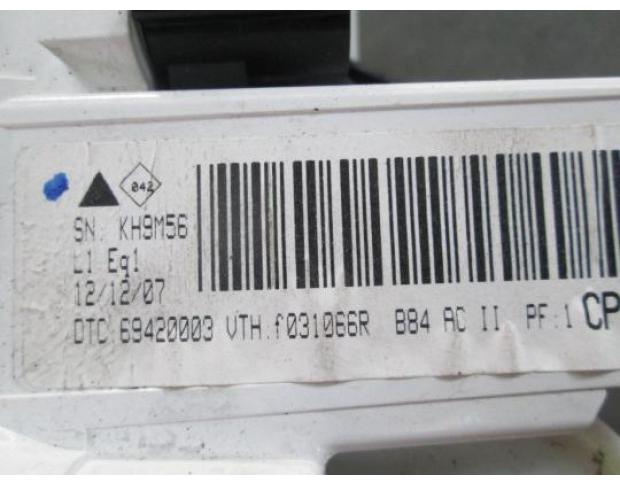 042
SN: KH9M56
L1 Eq1
12/12/07
DTC 69420003 VTH.f031066R B84 AC II PF:1 CP